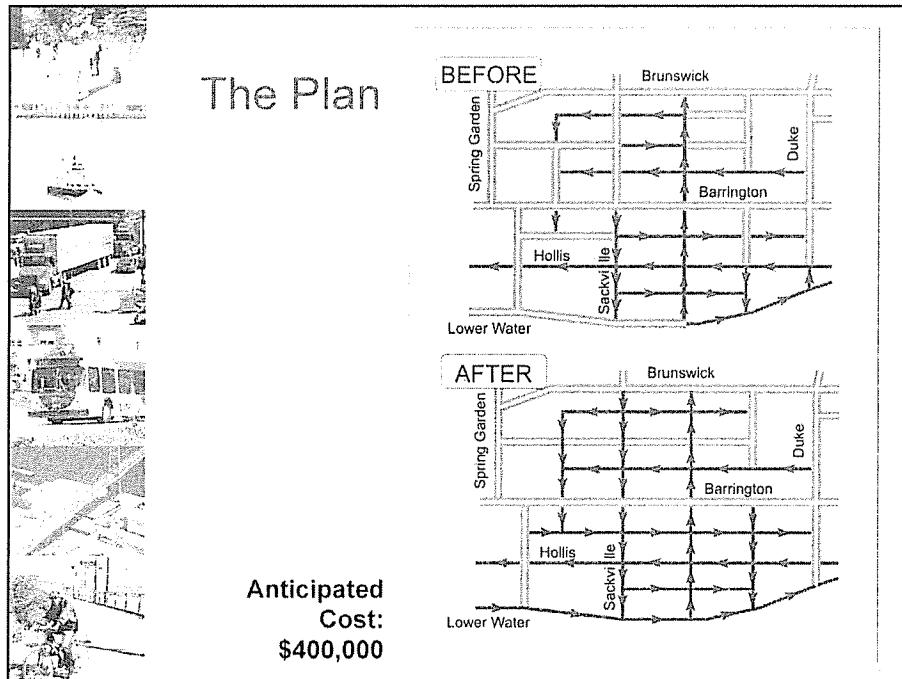 The Plan
BEFORE
Brunswick
Spring Garden
Duke
Barrington
Hollis
Sackville
Lower Water
AFTER
Brunswick
Spring Garden
Duke
Barrington
Hollis
Sackville
Lower Water
Anticipated
Cost:
$400,000